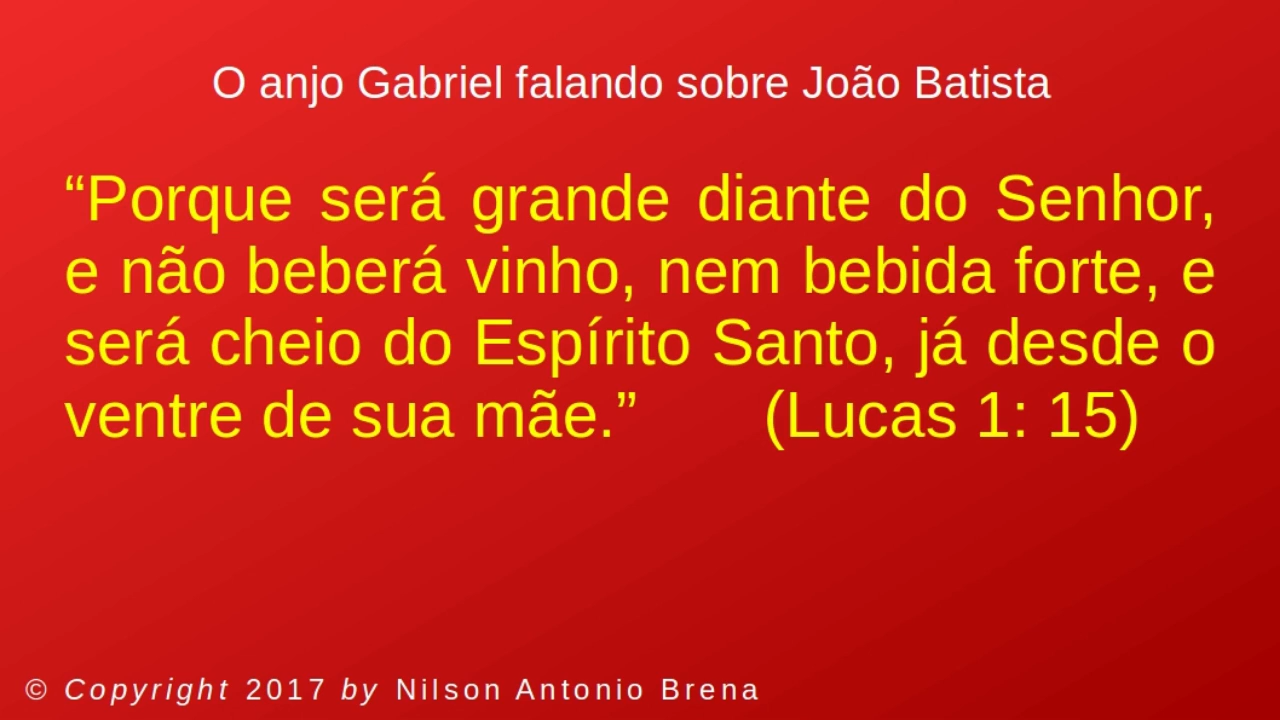 O anjo Gabriel falando sobre João Batista
“Porque será grande diante do Senhor,
e não beberá vinho, nem bebida forte, e
será cheio do Espírito Santo, já desde o
ventre de sua mãe.” (Lucas 1: 15)
© Copyright 2017 by Nilson Antonio Brena